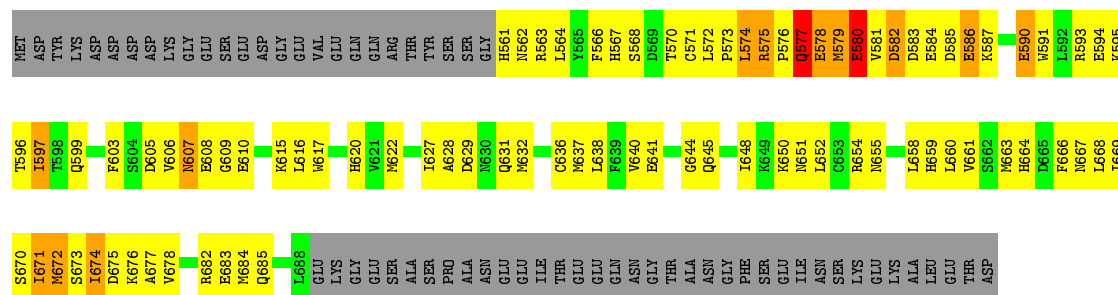 MET ASP TYR LYS ASP ASP ASP ASP LYS GLY GLU SER GLU ASP GLY GLU VAL GLU GLN GLN ARG THR TYR SER SER GLY H561 N562 R563 L564 Y565 F566 H567 S568 D569 T570 C571 L572 P573 L574 R575 P576 Q577 E578 M579 E580 V581 D582 D583 E584 D585 E586 K587 E590 W591 L592 R593 E594 K595
T596 I597 T598 Q599 F603 S604 D605 V606 N607 E608 G609 E610 K615 L616 W617 H620 V621 M622 I627 A628 D629 N630 Q631 M632 C636 M637 L638 F639 V640 E641 G644 Q645 I648 K649 K650 N651 L652 C653 R654 N655 L658 H659 L660 V661 S662 M663 H664 D665 F666 N667 L668 I669
S670 I671 M672 S673 I674 D675 K676 A677 V678 R682 E683 M684 Q685 L688 GLU LYS GLY GLU SER ALA SER PRO ALA ASN GLU GLU ILE THR GLU GLU GLN ASN GLY THR ALA ASN GLY PHE SER GLU ILE ASN SER LYS GLU LYS ALA LEU GLU THR ASP